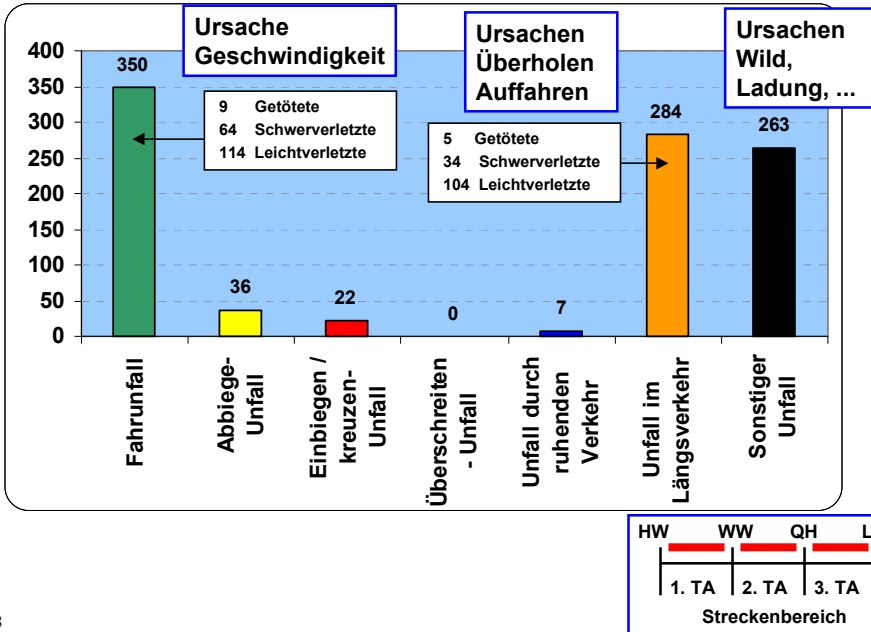 Ursache
Geschwindigkeit
Ursachen
Überholen
Auffahren
Ursachen
Wild,
Ladung, ...
400
350
300
250
200
150
100
50
0
350
36
22
0
7
284
263
9 Getötete
64 Schwerverletzte
114 Leichtverletzte
5 Getötete
34 Schwerverletzte
104 Leichtverletzte
Fahrunfall
Abbiege-
Unfall
Einbiegen /
kreuzen-
Unfall
Überschreiten
- Unfall
Unfall durch
ruhenden
Verkehr
Unfall im
Längsverkehr
Sonstiger
Unfall
HW WW QH L
1. TA 2. TA 3. TA
Streckenbereich